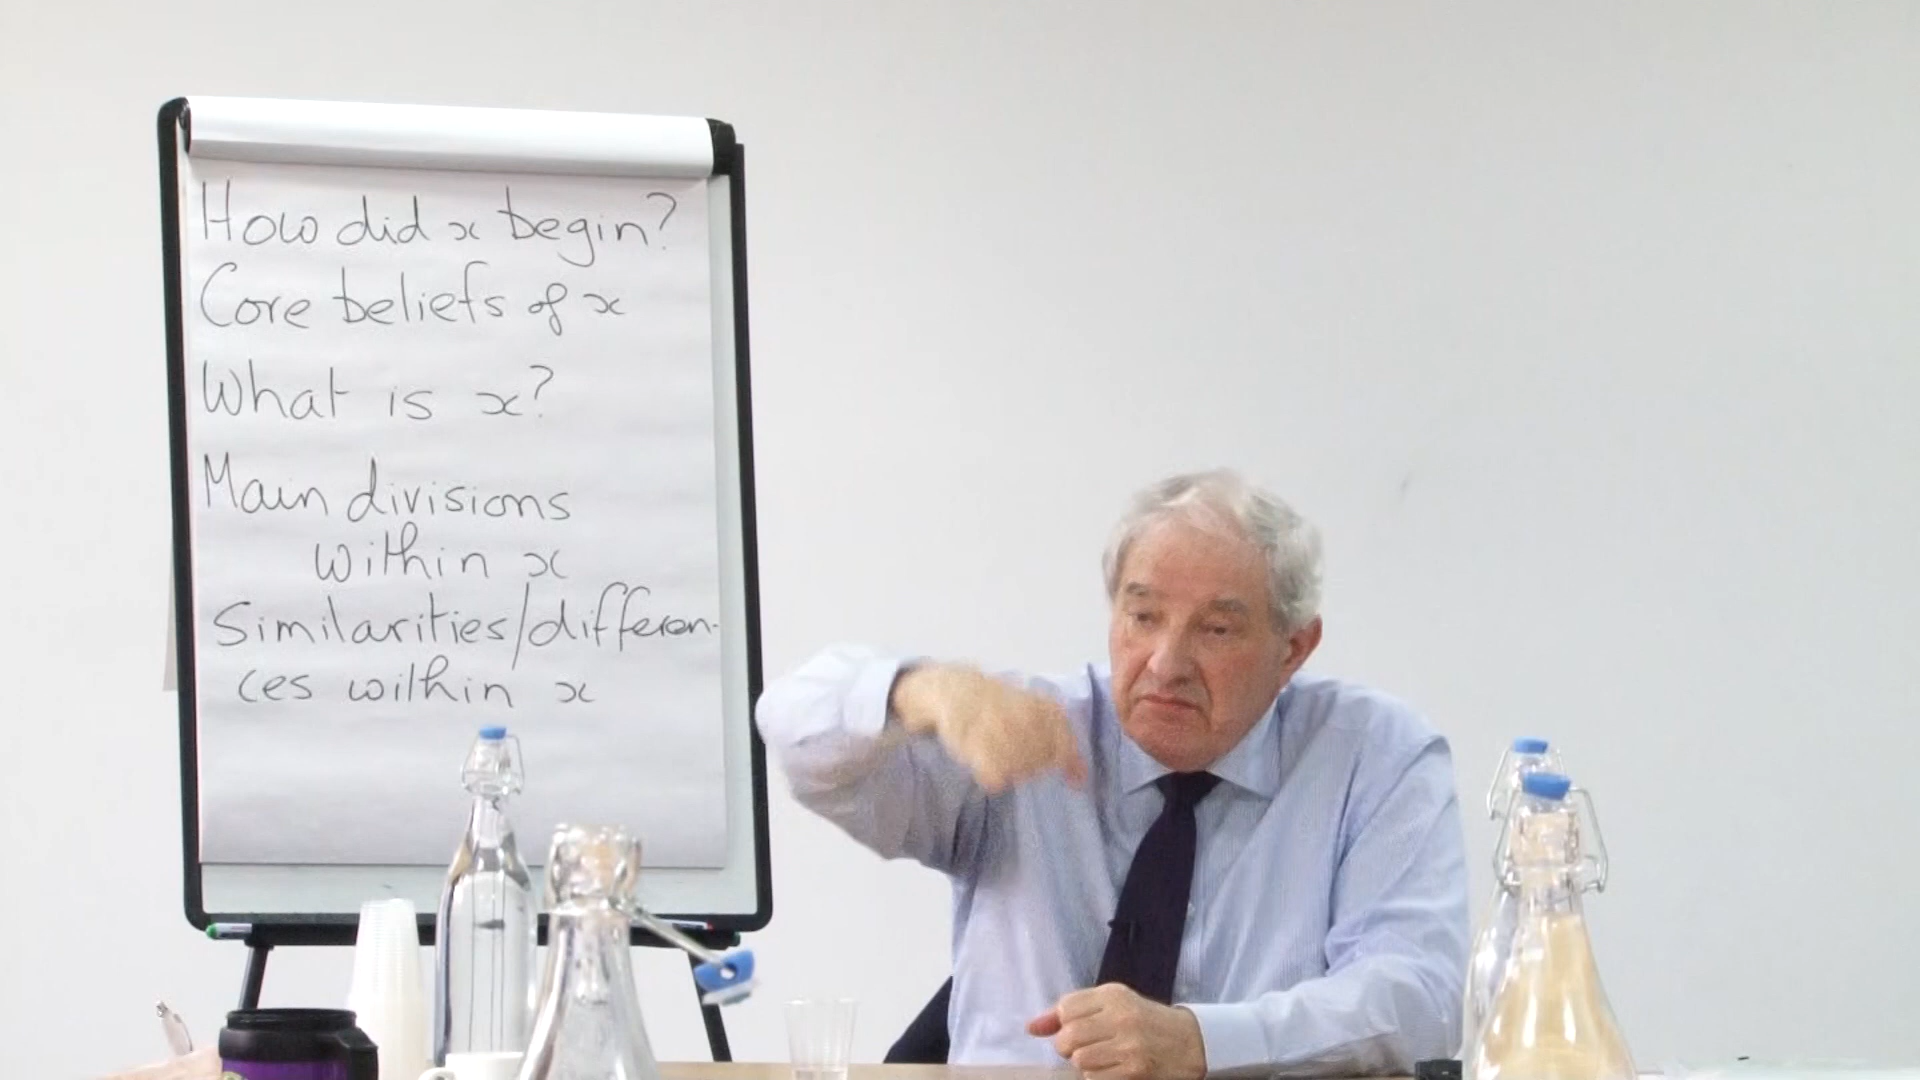 How did x begin?
Core beliefs of x
What is x?
Main divisions
within x
Similarities/differen-
ces within x